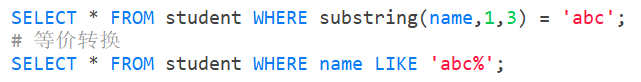 SELECT * FROM student WHERE substring(name,1,3) = 'abc';
# 等价转换
SELECT * FROM student WHERE name LIKE 'abc%';